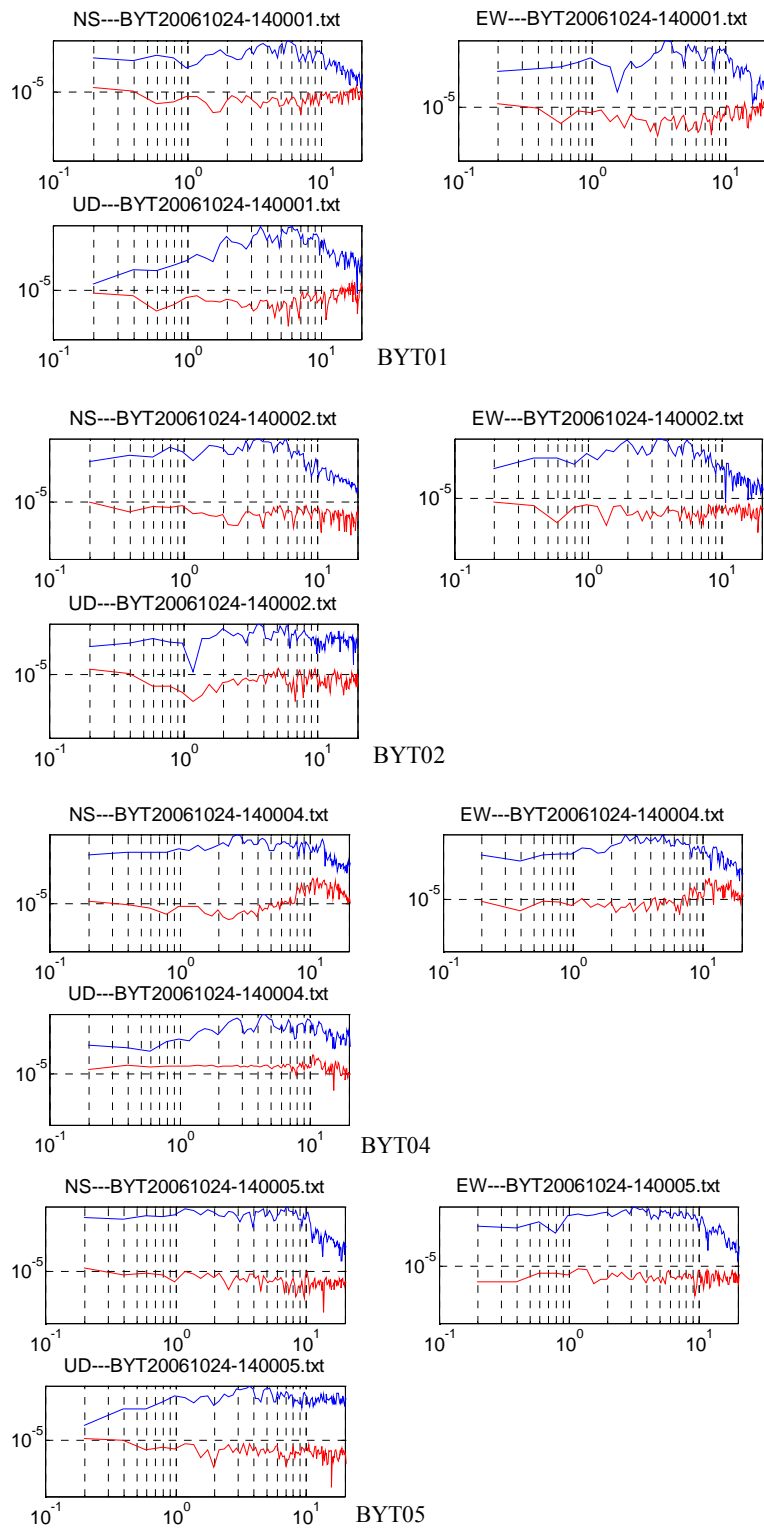 NS---BYT20061024-140001.txt EW---BYT20061024-140001.txt
10^-5 10^-5
10^-1 10^0 10^1 10^-1 10^0 10^1
UD---BYT20061024-140001.txt
10^-5
10^-1 10^0 10^1 BYT01
NS---BYT20061024-140002.txt EW---BYT20061024-140002.txt
10^-5 10^-5
10^-1 10^0 10^1 10^-1 10^0 10^1
UD---BYT20061024-140002.txt
10^-5
10^-1 10^0 10^1 BYT02
NS---BYT20061024-140004.txt EW---BYT20061024-140004.txt
10^-5 10^-5
10^-1 10^0 10^1 10^-1 10^0 10^1
UD---BYT20061024-140004.txt
10^-5
10^-1 10^0 10^1 BYT04
NS---BYT20061024-140005.txt EW---BYT20061024-140005.txt
10^-5 10^-5
10^-1 10^0 10^1 10^-1 10^0 10^1
UD---BYT20061024-140005.txt
10^-5
10^-1 10^0 10^1 BYT05